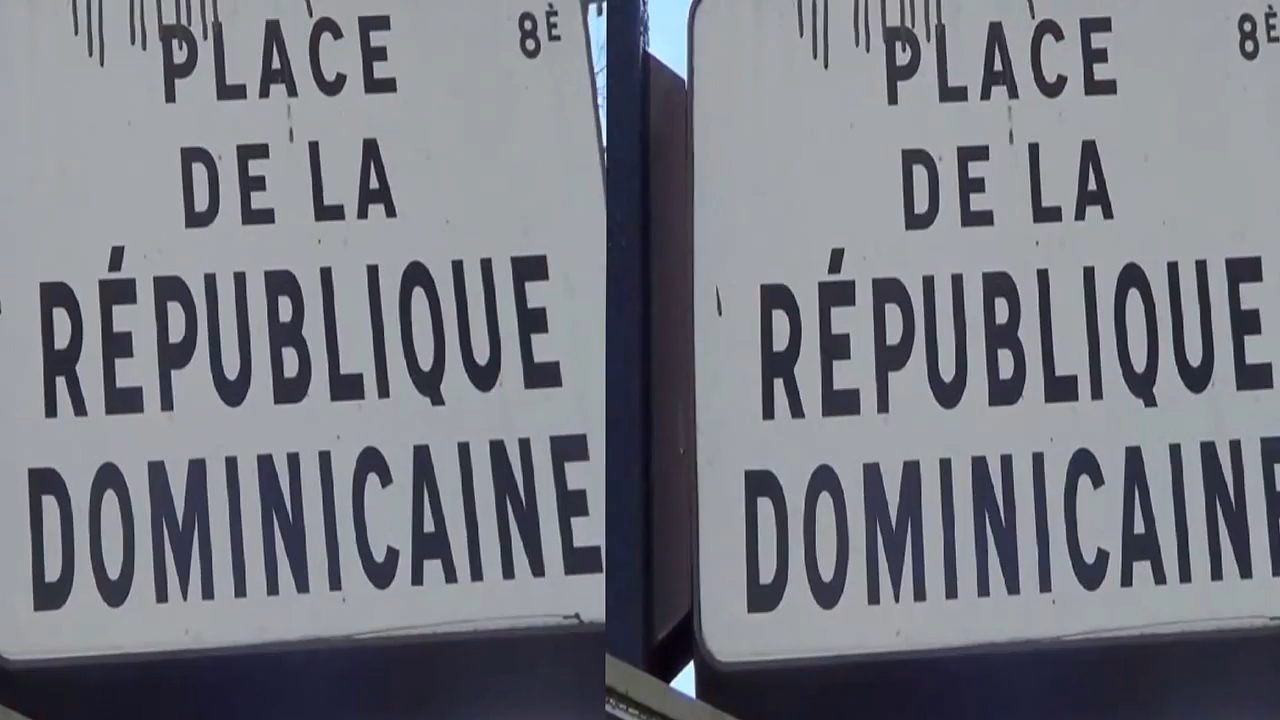 PLACE 8È
DE LA
RÉPUBLIQUE
DOMINICAINE
PLACE 8È
DE LA
RÉPUBLIQUE
DOMINICAINE